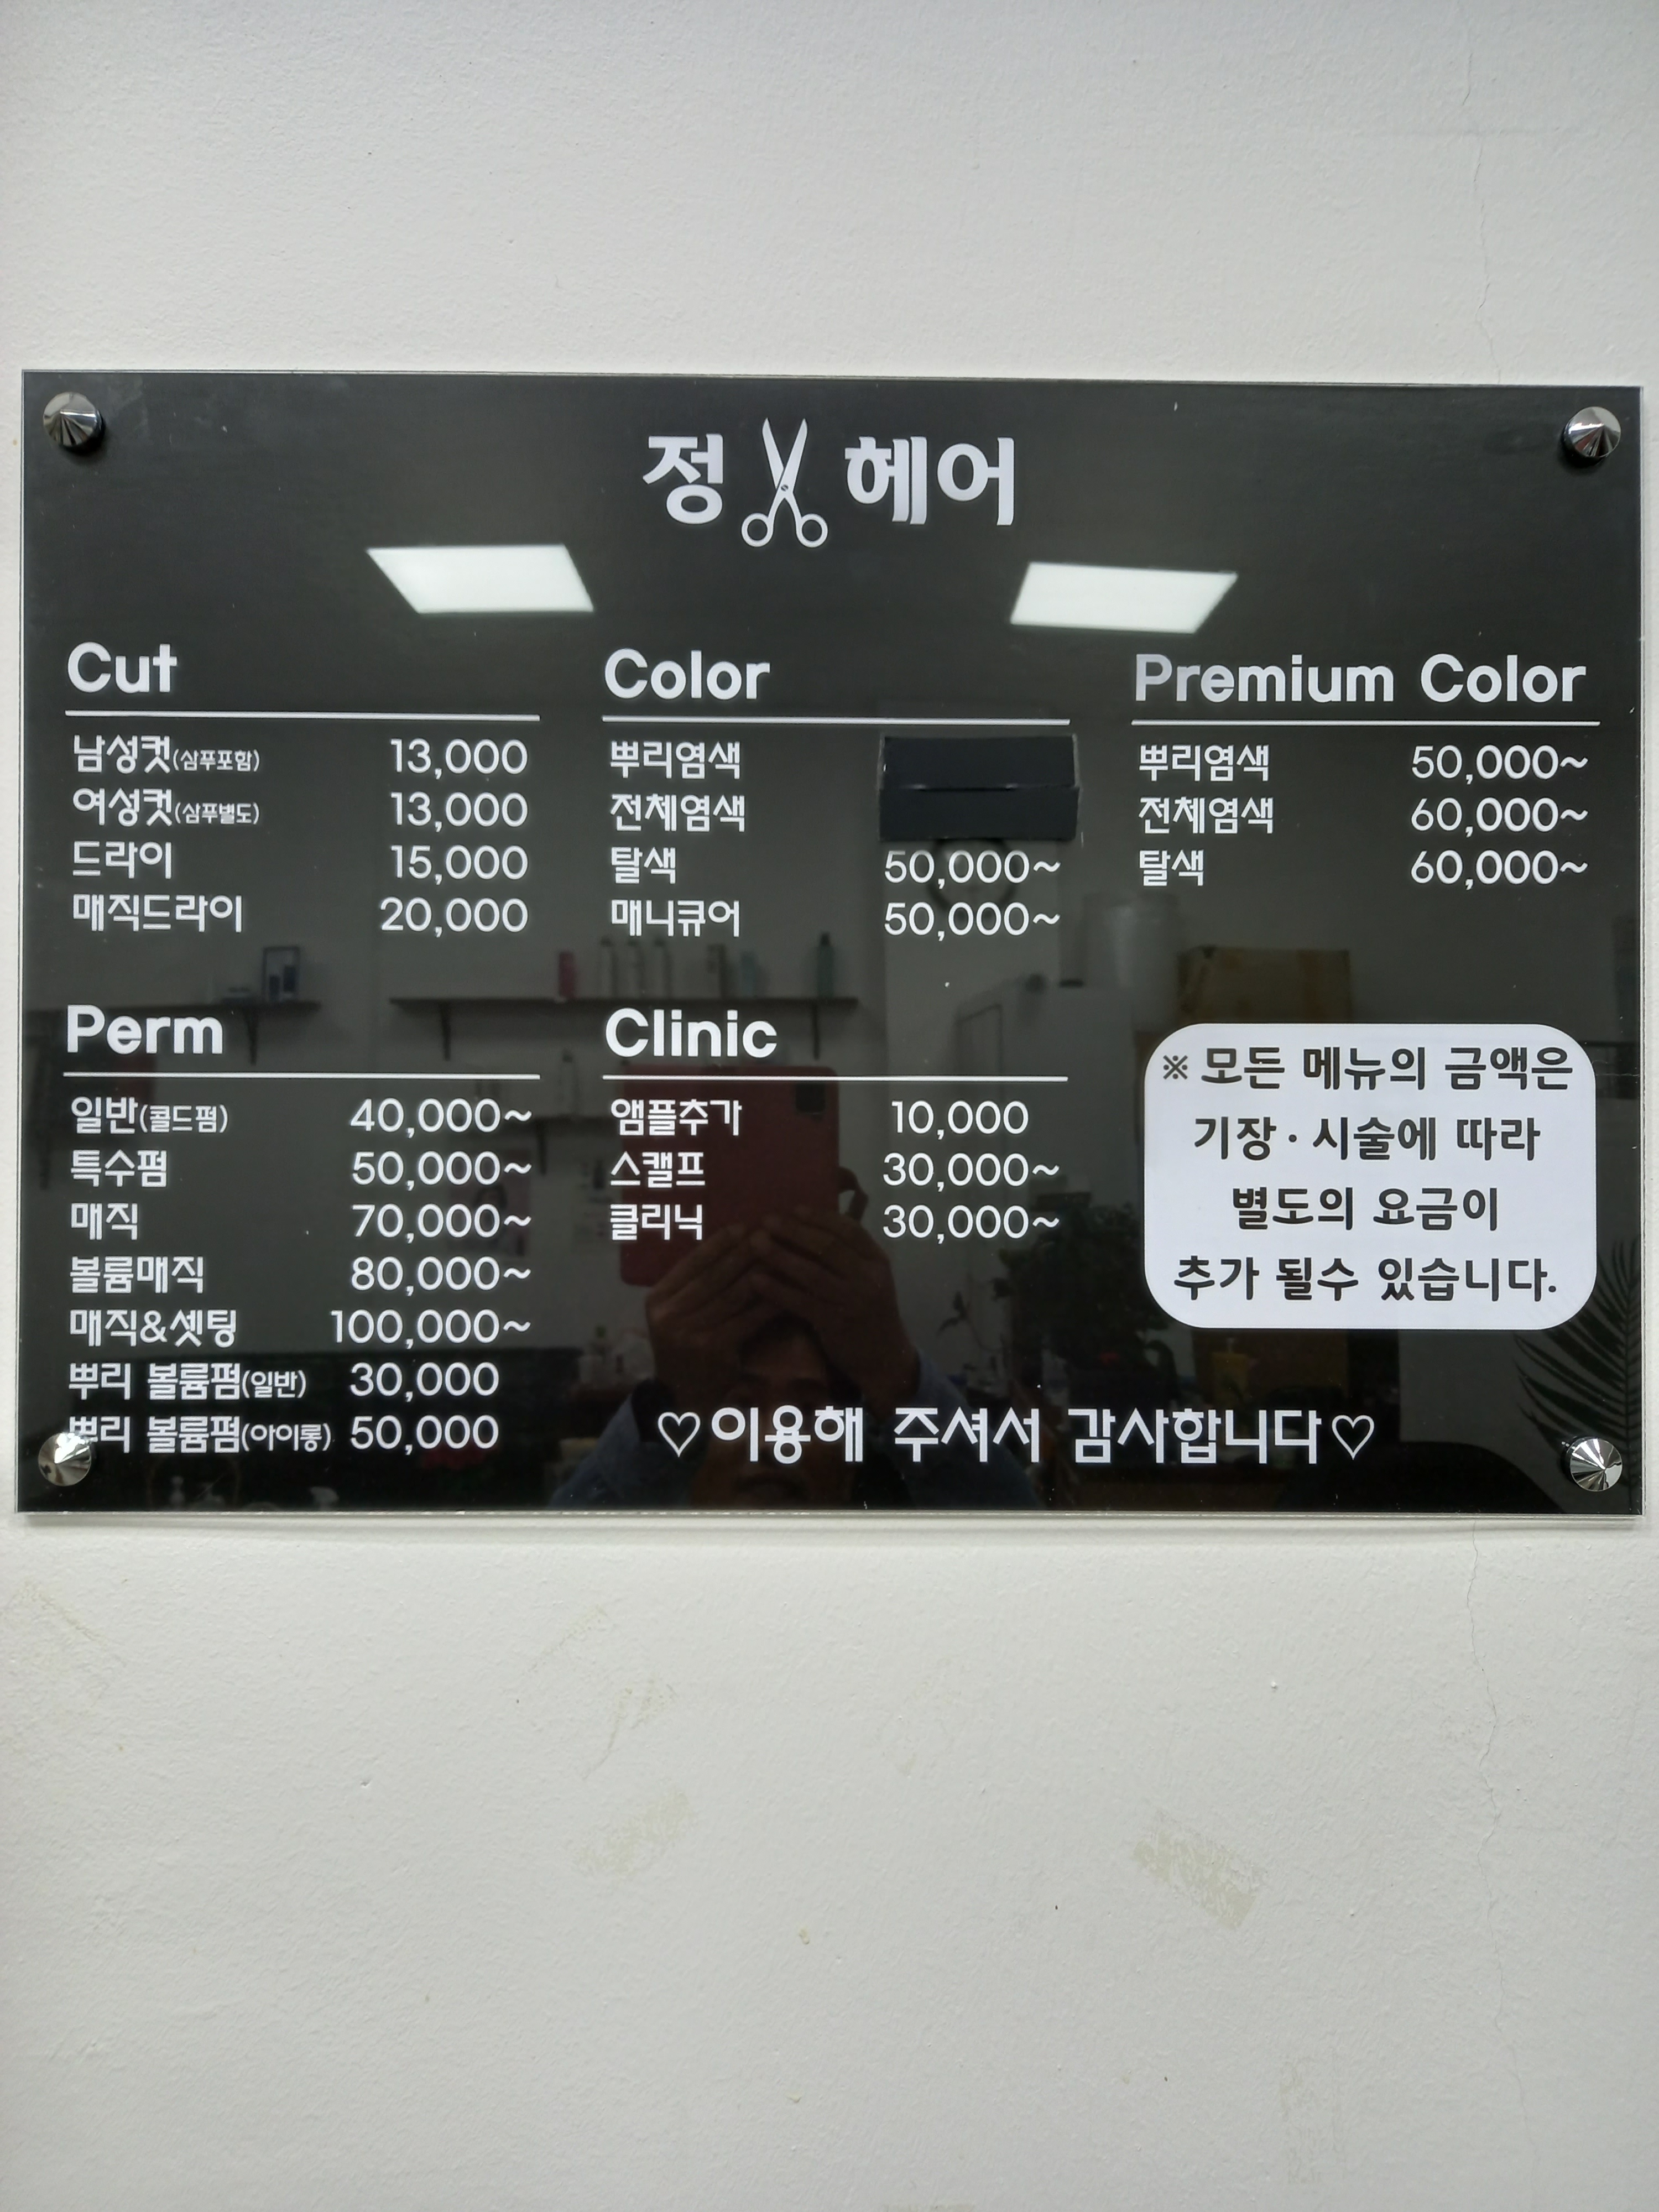 정 헤어
Cut
남성컷(샴푸포함) 13,000
여성컷(샴푸별도) 13,000
드라이 15,000
매직드라이 20,000
Color
뿌리염색
전체염색
탈색 50,000~
매니큐어 50,000~
Premium Color
뿌리염색 50,000~
전체염색 60,000~
탈색 60,000~
Perm
일반(콜드펌) 40,000~
특수펌 50,000~
매직 70,000~
볼륨매직 80,000~
매직&셋팅 100,000~
뿌리 볼륨펌(일반) 30,000
뿌리 볼륨펌(아이롱) 50,000
Clinic
앰플추가 10,000
스캘프 30,000~
클리닉 30,000~
※ 모든 메뉴의 금액은
기장·시술에 따라
별도의 요금이
추가 될수 있습니다.
♡이용해 주셔서 감사합니다♡